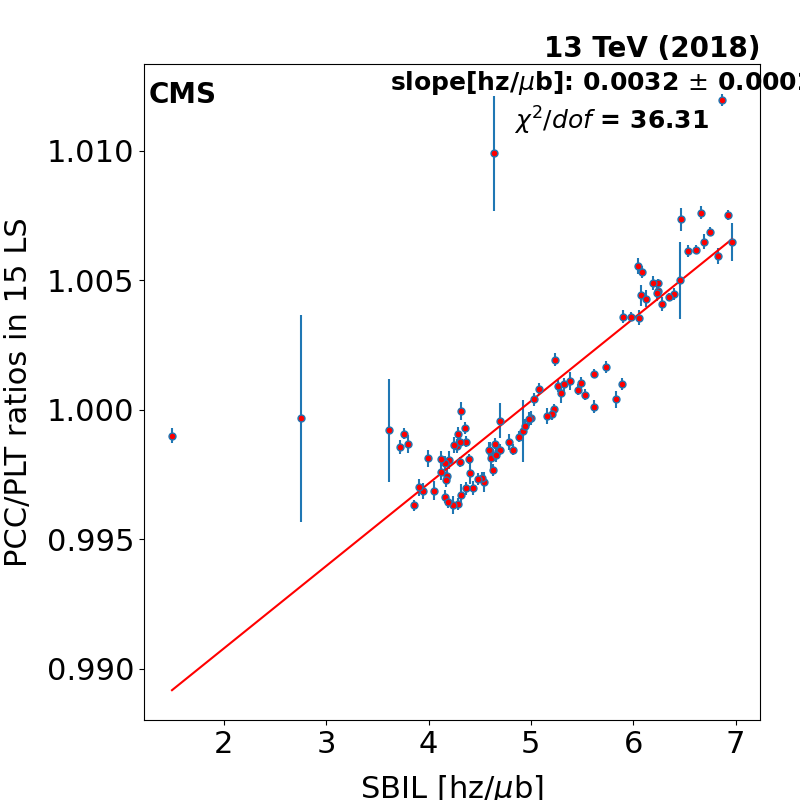 13 TeV (2018)
CMS
slope[hz/μb]: 0.0032 ± 0.000
χ²/dof = 36.31
PCC/PLT ratios in 15 LS
1.010
1.005
1.000
0.995
0.990
2 3 4 5 6 7
SBIL [hz/μb]